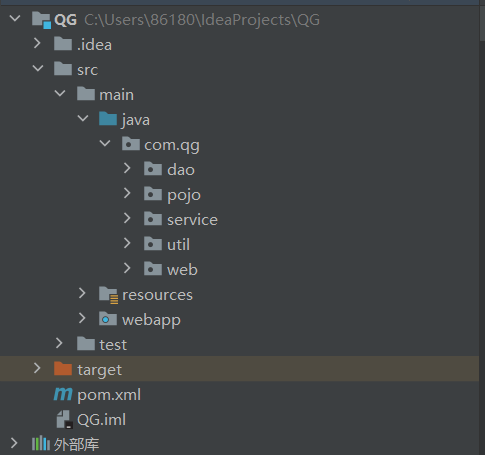 QG C:\Users\86180\IdeaProjects\QG
.idea
src
main
java
com.qg
dao
pojo
service
util
web
resources
webapp
test
target
m pom.xml
QG.iml
外部库